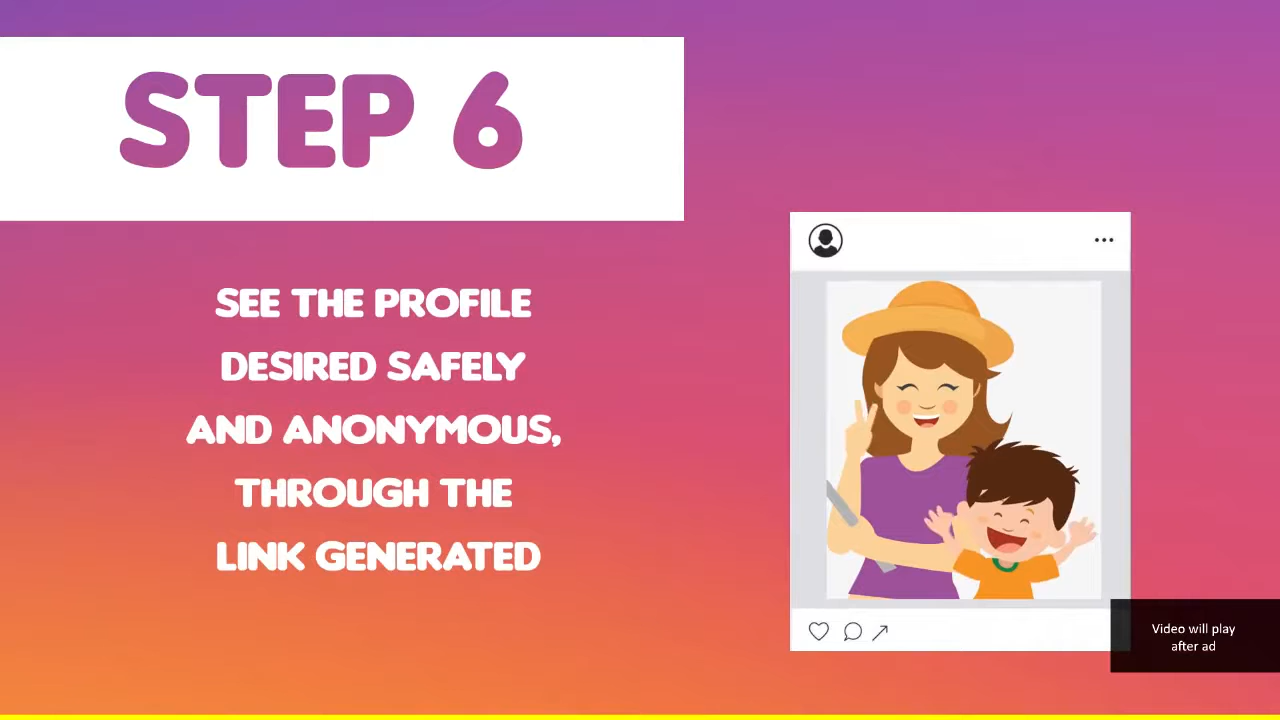 STEP 6
SEE THE PROFILE
DESIRED SAFELY
AND ANONYMOUS,
THROUGH THE
LINK GENERATED
Video will play
after ad